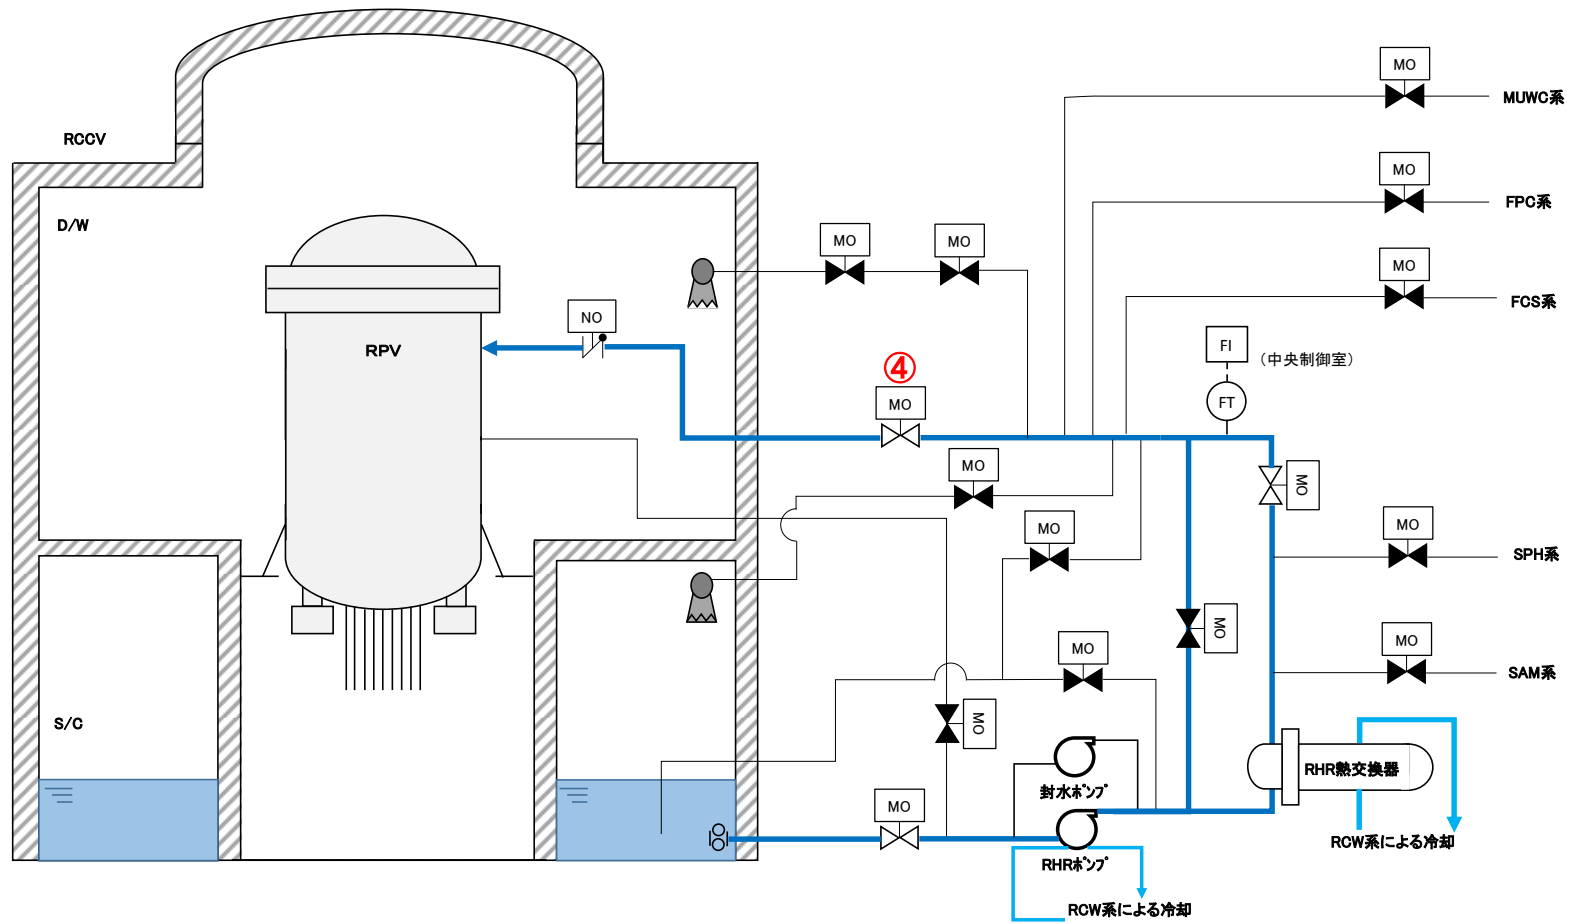 MO
MUWC系
RCCV
MO
FPC系
D/W
MO
MO
MO
FCS系
NO
FI
(中央制御室)
RPV
④
MO
FT
MO
MO
MO
MO
SPH系
MO
MO
MO
SAM系
S/C
MO
RHR熱交換器
封水ポンプ
MO
RCW系による冷却
RHRポンプ
RCW系による冷却